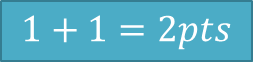 1 + 1 = 2pts